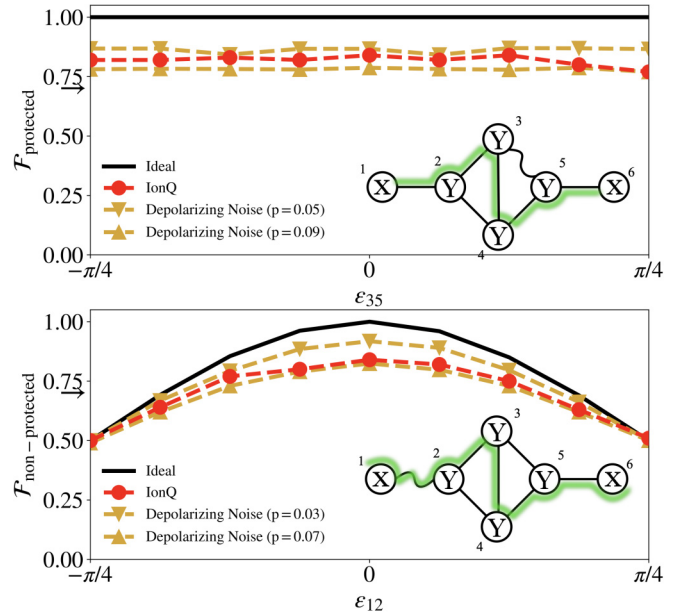 1.00
0.75
0.50
0.25
0.00
ℱprotected
Ideal
IonQ
Depolarizing Noise (p = 0.05)
Depolarizing Noise (p = 0.09)
1 2 3 4 5 6
X Y Y Y Y X
−π/4 0 π/4
ε35
1.00
0.75
0.50
0.25
0.00
ℱnon−protected
Ideal
IonQ
Depolarizing Noise (p = 0.03)
Depolarizing Noise (p = 0.07)
1 2 3 4 5 6
X Y Y Y Y X
−π/4 0 π/4
ε12